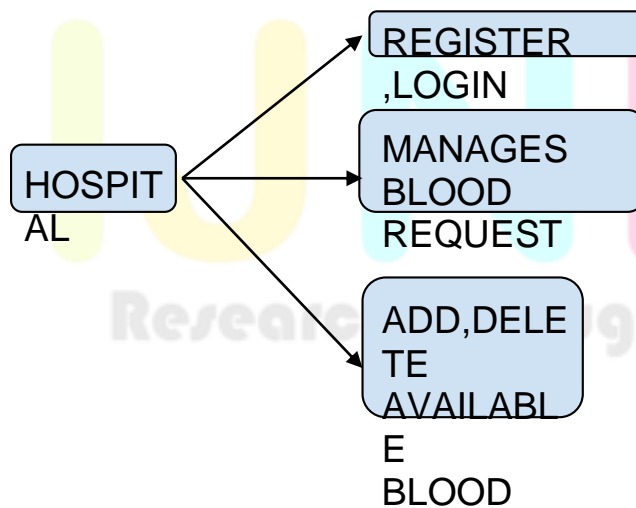 REGISTER
,LOGIN
HOSPIT
AL
MANAGES
BLOOD
REQUEST
ADD,DELE
TE
AVAILABL
E
BLOOD